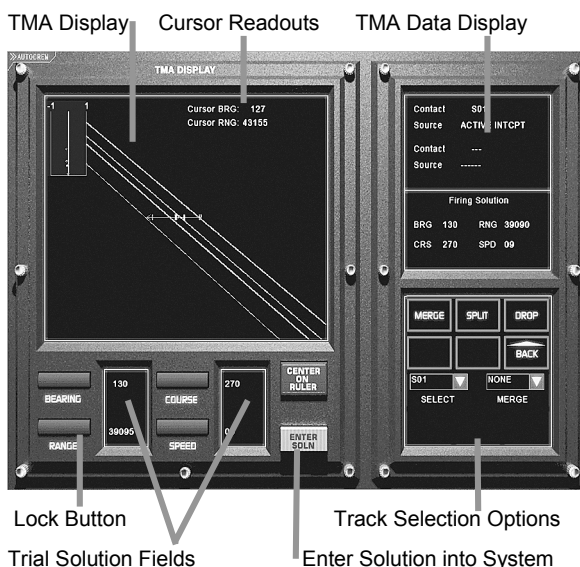 TMA Display
Cursor Readouts
TMA Data Display
AUTOCREW
TMA DISPLAY
-1 1
Cursor BRG: 127
Cursor RNG: 43155
Contact S01
Source ACTIVE INTCPT
Contact ---
Source ------
Firing Solution
BRG 130 RNG 39090
CRS 270 SPD 09
MERGE SPLIT DROP
BACK
S01 NONE
SELECT MERGE
130 270
BEARING COURSE
CENTER
ON
RULER
39095
RANGE SPEED
ENTER
SOLN
Lock Button
Track Selection Options
Trial Solution Fields
Enter Solution into System